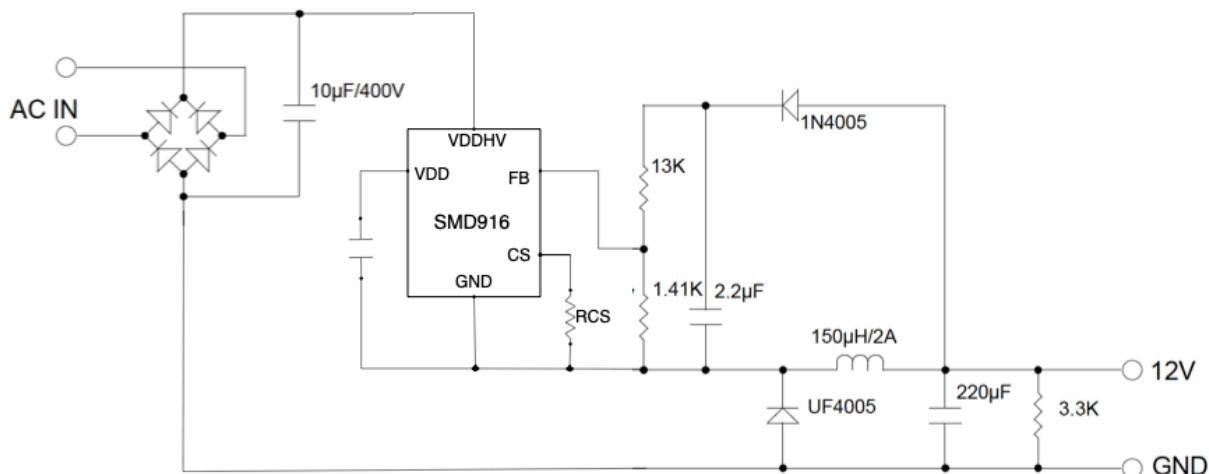 AC IN
10µF/400V
VDDHV
VDD
FB
SMD916
CS
GND
RCS
13K
1.41K
2.2µF
1N4005
150µH/2A
UF4005
220µF
3.3K
12V
GND